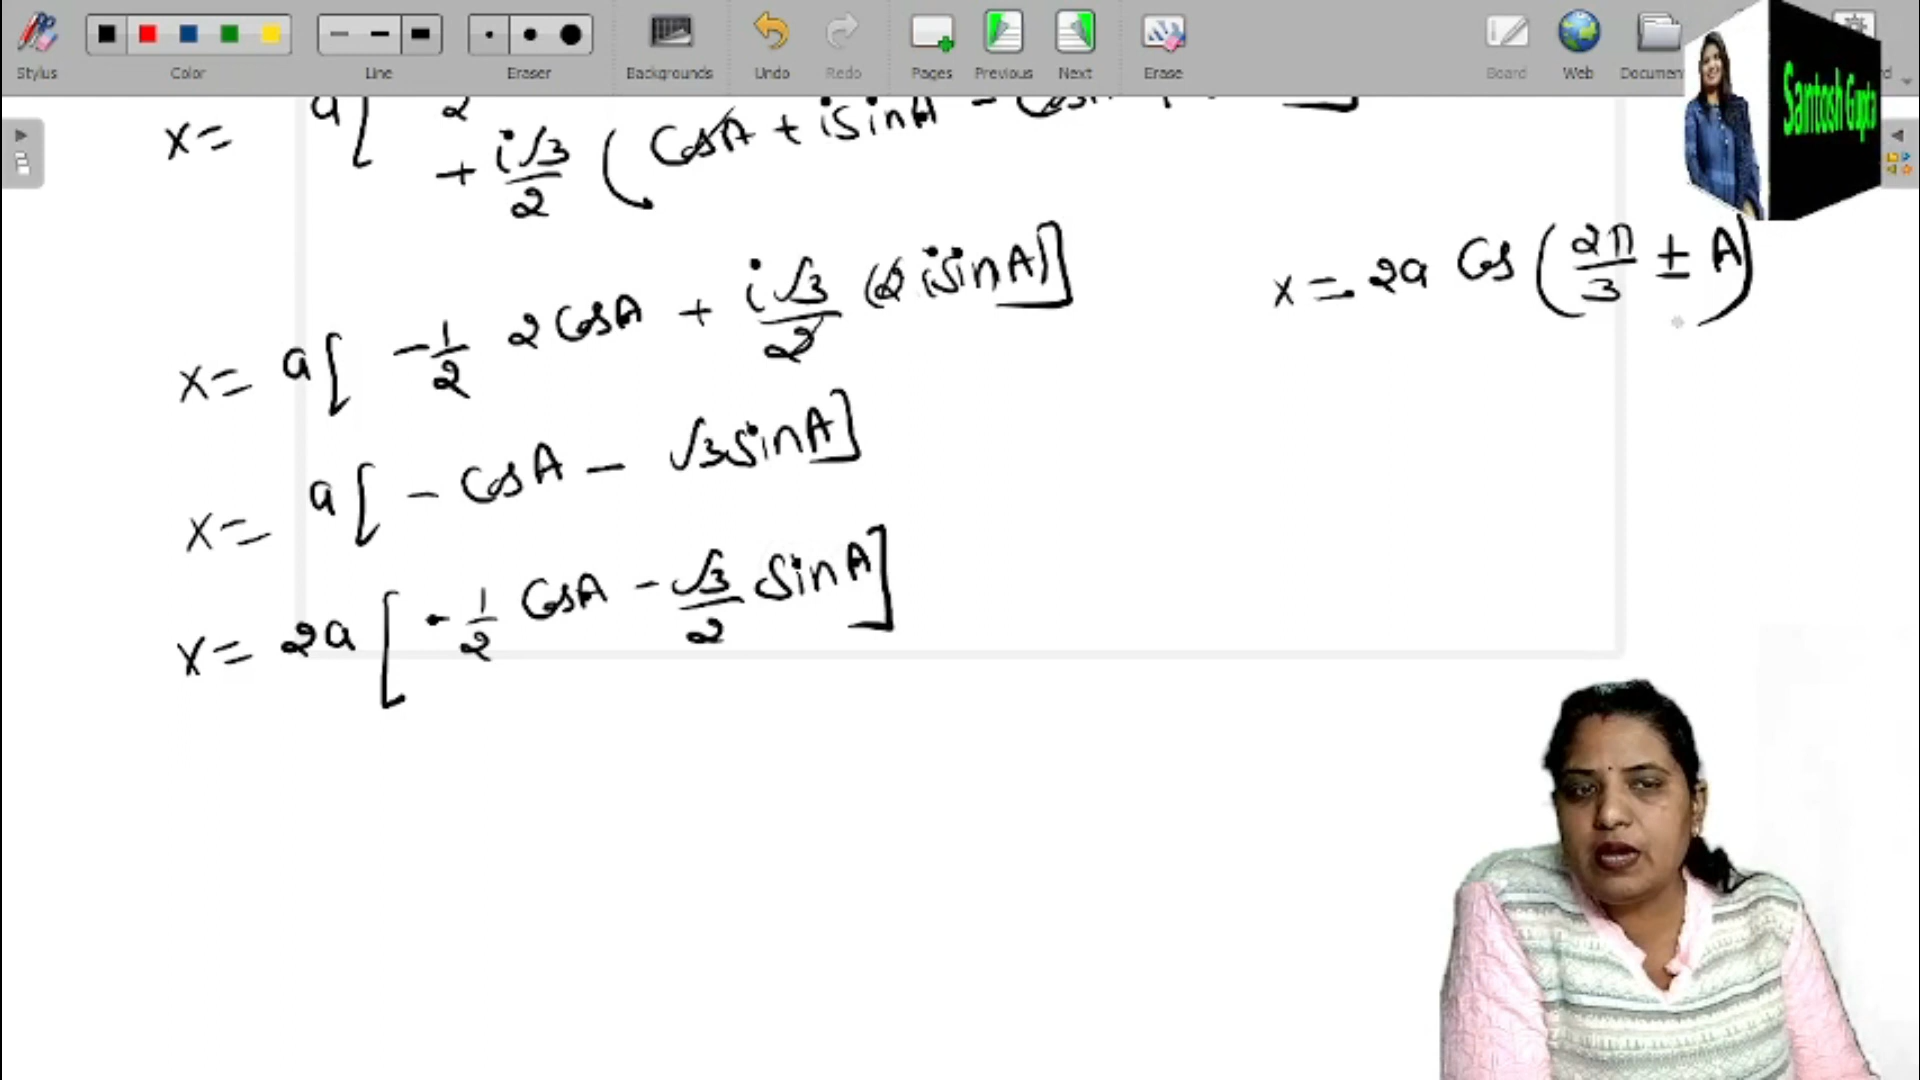 Stylus Color Line Eraser Backgrounds Undo Redo Pages Previous Next Erase Board Web
Santosh Gupta
x = a[
+ i√3/2 (CosA + iSinA -
x = a[ -1/2 2CosA + i√3/2 (2iSinA)]
x = 2a Cos(2π/3 ± A)
x = a[ - CosA - √3SinA]
x = 2a [ -1/2 CosA - √3/2 SinA]